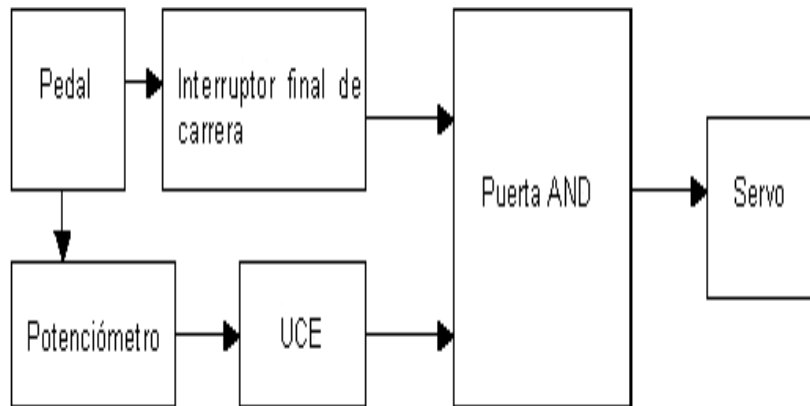 Pedal
Interruptor final de
carrera
Puerta AND
Servo
Potenciómetro
UCE